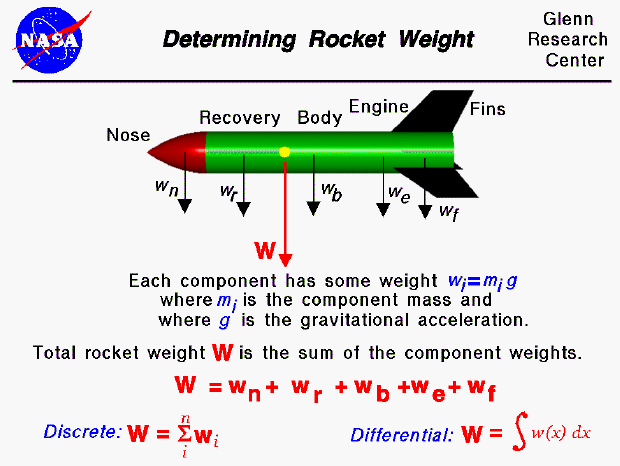 NASA
Determining Rocket Weight
Glenn
Research
Center
Nose
Recovery
Body
Engine
Fins
wn
wr
wb
we
wf
W
Each component has some weight wi=mi g
where mi is the component mass and
where g is the gravitational acceleration.
Total rocket weight W is the sum of the component weights.
W = wn + wr + wb + we + wf
Discrete: W = n Σ i wi
Differential: W = ∫ w(x) dx